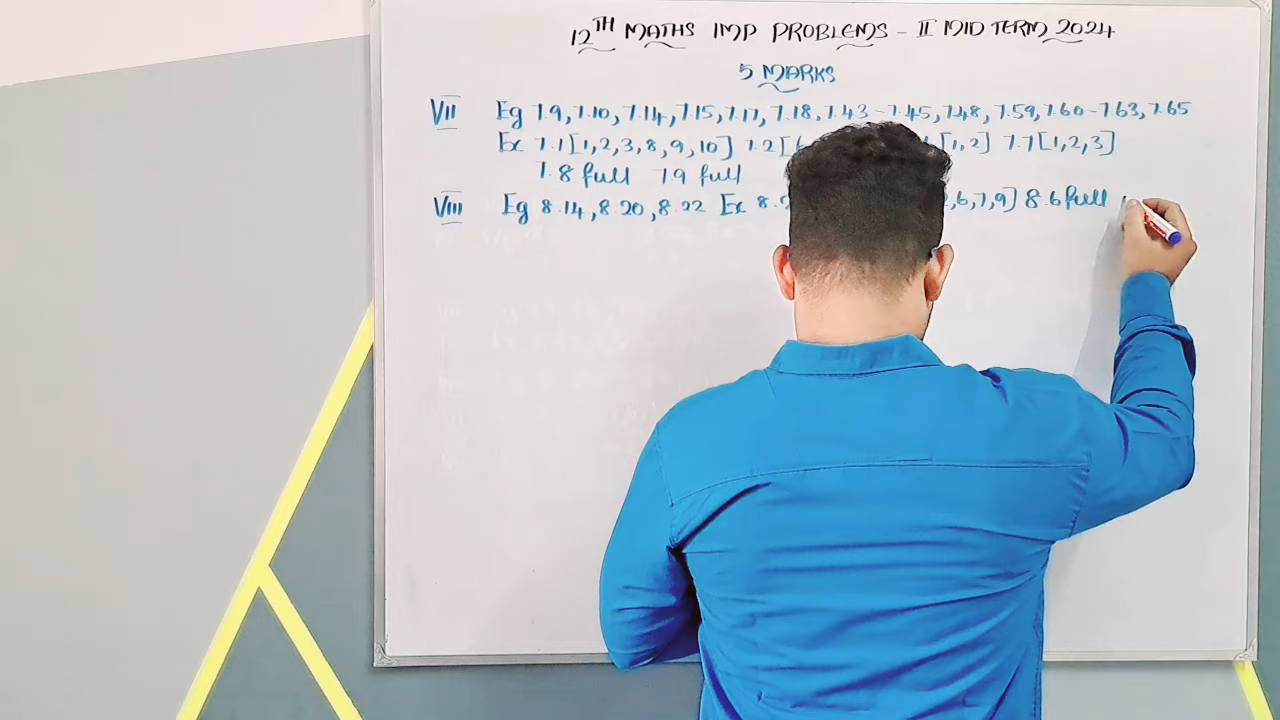 12TH MATHS IMP PROBLEMS - II MID TERM 2024
5 MARKS
VII Eg 7.9, 7.10, 7.14, 7.15, 7.17, 7.18, 7.43 - 7.45, 7.48, 7.59, 7.60 - 7.63, 7.65
Ex 7.1 [1, 2, 3, 8, 9, 10] 7.2 [1, 2] 7.7 [1, 2, 3]
7.8 full 7.9 full
VIII Eg 8.14, 8.20, 8.22 Ex ,6,7,9] 8.6 full